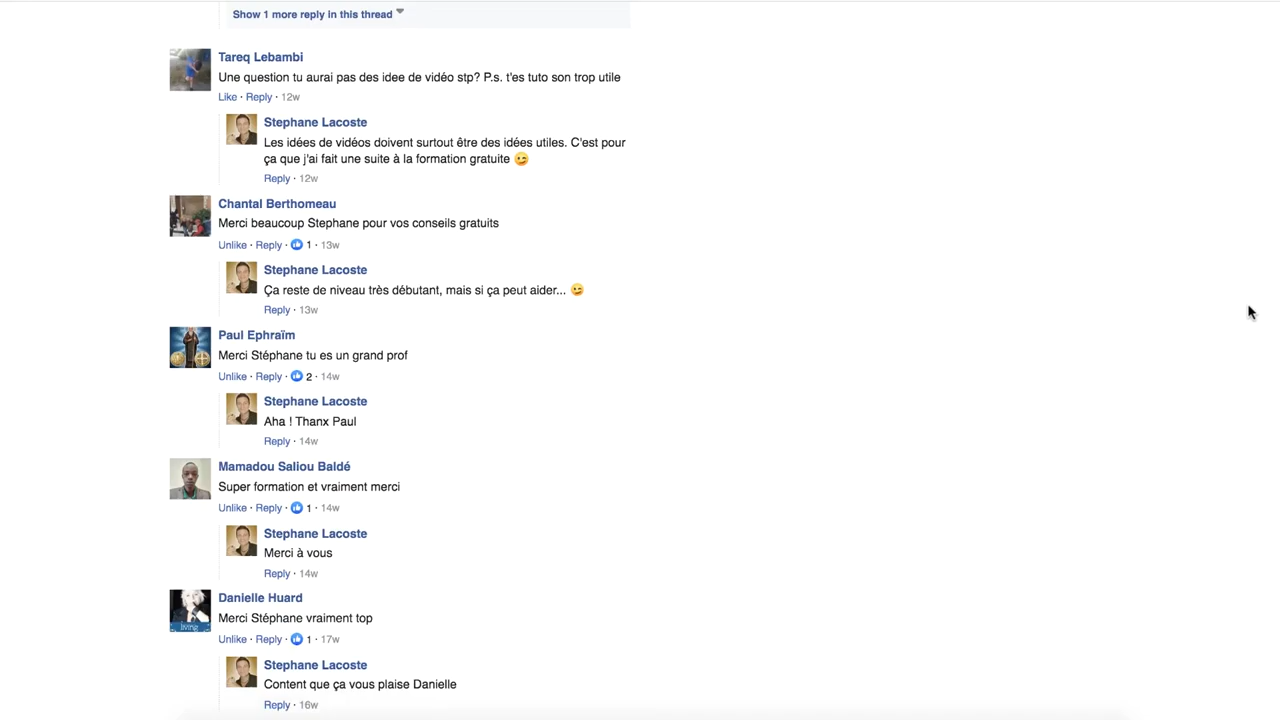 Show 1 more reply in this thread
Tareq Lebambi
Une question tu aurai pas des idee de vidéo stp? P.s. t'es tuto son trop utile
Like · Reply · 12w
Stephane Lacoste
Les idées de vidéos doivent surtout être des idées utiles. C'est pour
ça que j'ai fait une suite à la formation gratuite 😉
Reply · 12w
Chantal Berthomeau
Merci beaucoup Stephane pour vos conseils gratuits
Unlike · Reply · 1 · 13w
Stephane Lacoste
Ça reste de niveau très débutant, mais si ça peut aider... 😉
Reply · 13w
Paul Ephraïm
Merci Stéphane tu es un grand prof
Unlike · Reply · 2 · 14w
Stephane Lacoste
Aha ! Thanx Paul
Reply · 14w
Mamadou Saliou Baldé
Super formation et vraiment merci
Unlike · Reply · 1 · 14w
Stephane Lacoste
Merci à vous
Reply · 14w
Danielle Huard
living
Merci Stéphane vraiment top
Unlike · Reply · 1 · 17w
Stephane Lacoste
Content que ça vous plaise Danielle
Reply · 16w